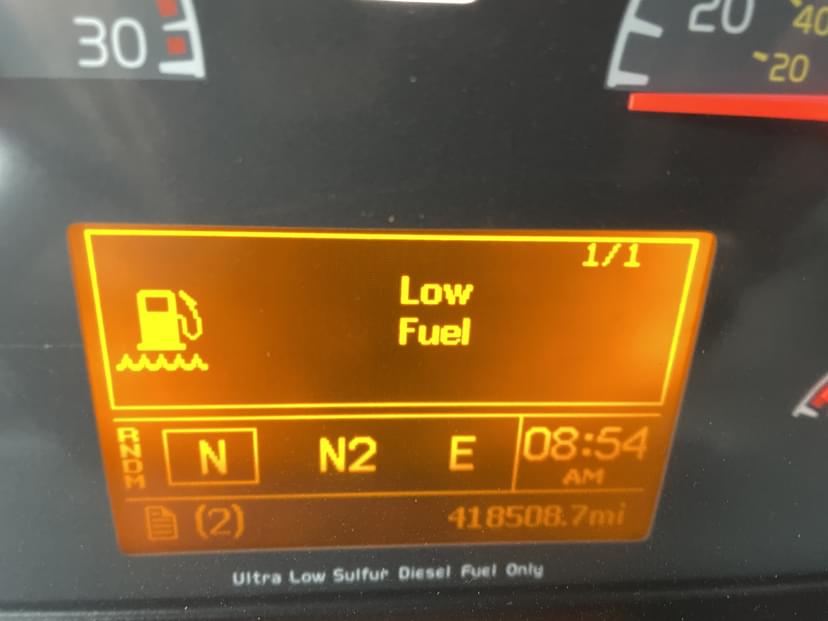 30
20
40
20
1/1
Low
Fuel
RNDM
N N2 E 08:54
AM
(2) 418508.7mi
Ultra Low Sulfur Diesel Fuel Only